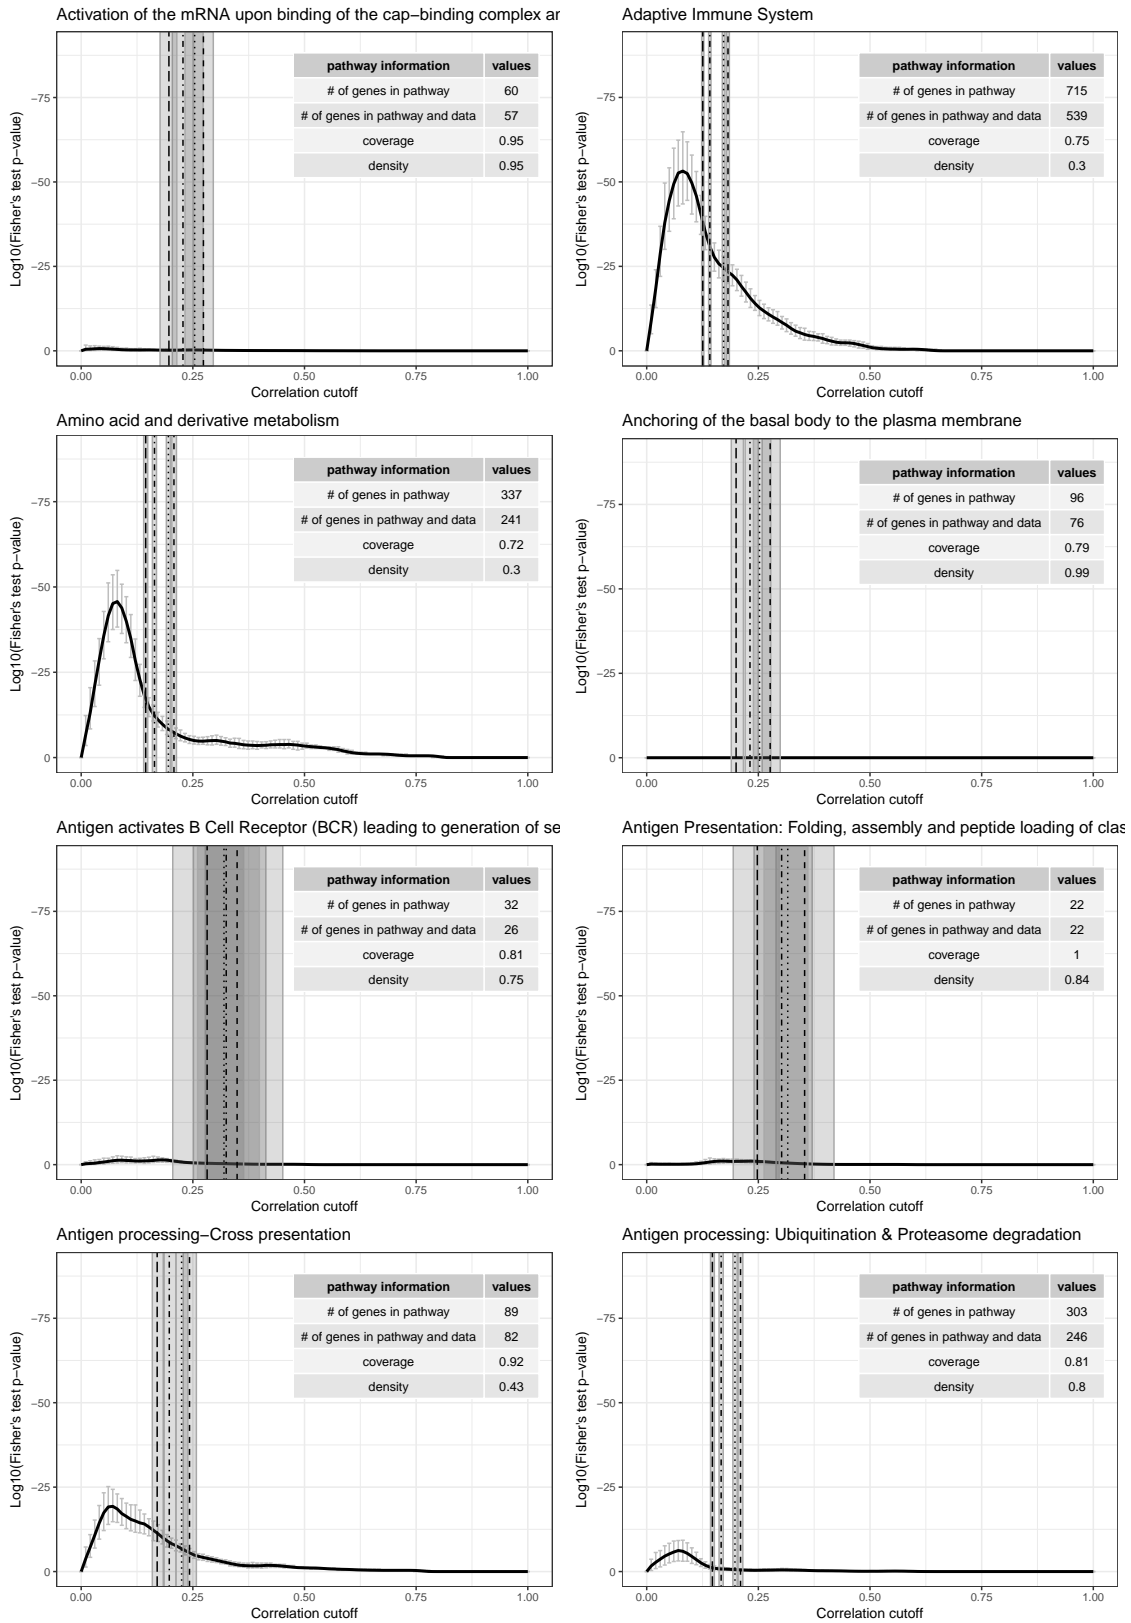 Activation of the mRNA upon binding of the cap−binding complex ar
Log10(Fisher's test p−value)
−75
−50
−25
0
pathway information values
# of genes in pathway 60
# of genes in pathway and data 57
coverage 0.95
density 0.95
0.00 0.25 0.50 0.75 1.00
Correlation cutoff
Adaptive Immune System
Log10(Fisher's test p−value)
−75
−50
−25
0
pathway information values
# of genes in pathway 715
# of genes in pathway and data 539
coverage 0.75
density 0.3
0.00 0.25 0.50 0.75 1.00
Correlation cutoff
Amino acid and derivative metabolism
Log10(Fisher's test p−value)
−75
−50
−25
0
pathway information values
# of genes in pathway 337
# of genes in pathway and data 241
coverage 0.72
density 0.3
0.00 0.25 0.50 0.75 1.00
Correlation cutoff
Anchoring of the basal body to the plasma membrane
Log10(Fisher's test p−value)
−75
−50
−25
0
pathway information values
# of genes in pathway 96
# of genes in pathway and data 76
coverage 0.79
density 0.99
0.00 0.25 0.50 0.75 1.00
Correlation cutoff
Antigen activates B Cell Receptor (BCR) leading to generation of se
Log10(Fisher's test p−value)
−75
−50
−25
0
pathway information values
# of genes in pathway 32
# of genes in pathway and data 26
coverage 0.81
density 0.75
0.00 0.25 0.50 0.75 1.00
Correlation cutoff
Antigen Presentation: Folding, assembly and peptide loading of clas
Log10(Fisher's test p−value)
−75
−50
−25
0
pathway information values
# of genes in pathway 22
# of genes in pathway and data 22
coverage 1
density 0.84
0.00 0.25 0.50 0.75 1.00
Correlation cutoff
Antigen processing−Cross presentation
Log10(Fisher's test p−value)
−75
−50
−25
0
pathway information values
# of genes in pathway 89
# of genes in pathway and data 82
coverage 0.92
density 0.43
0.00 0.25 0.50 0.75 1.00
Correlation cutoff
Antigen processing: Ubiquitination & Proteasome degradation
Log10(Fisher's test p−value)
−75
−50
−25
0
pathway information values
# of genes in pathway 303
# of genes in pathway and data 246
coverage 0.81
density 0.8
0.00 0.25 0.50 0.75 1.00
Correlation cutoff